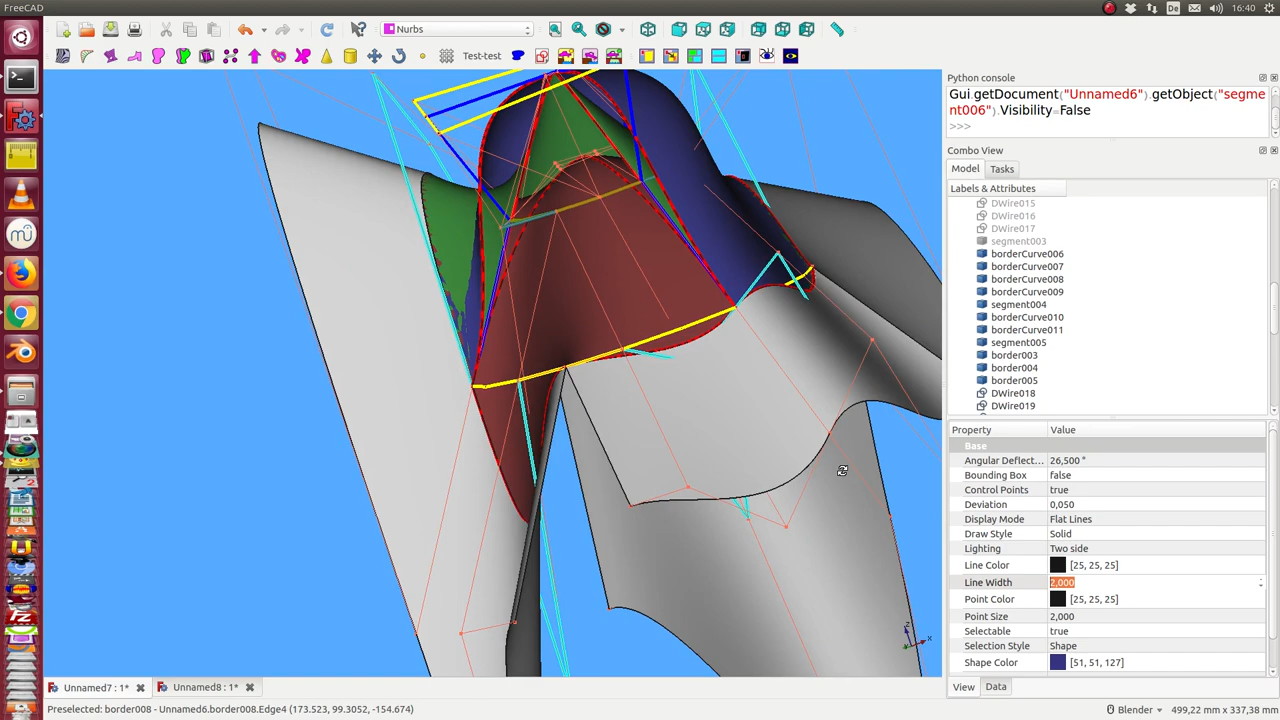 FreeCAD
De
16:40
Nurbs
Test-test
Python console
Gui.getDocument("Unnamed6").getObject("segme
nt006").Visibility=False
>>>
Combo View
Model
Tasks
Labels & Attributes
DWire015
DWire016
DWire017
segment003
borderCurve006
borderCurve007
borderCurve008
borderCurve009
segment004
borderCurve010
borderCurve011
segment005
border003
border004
border005
DWire018
DWire019
Property Value
Base
Angular Deflect... 26,500 °
Bounding Box false
Control Points true
Deviation 0,050
Display Mode Flat Lines
Draw Style Solid
Lighting Two side
Line Color [25, 25, 25]
Line Width 2,000
Point Color [25, 25, 25]
Point Size 2,000
Selectable true
Selection Style Shape
Shape Color [51, 51, 127]
View
Data
Unnamed7 : 1*
Unnamed8 : 1*
Preselected: border008 - Unnamed6.border008.Edge4 (173.523, 99.3052, -154.674)
Blender
499,22 mm x 337,38 mm